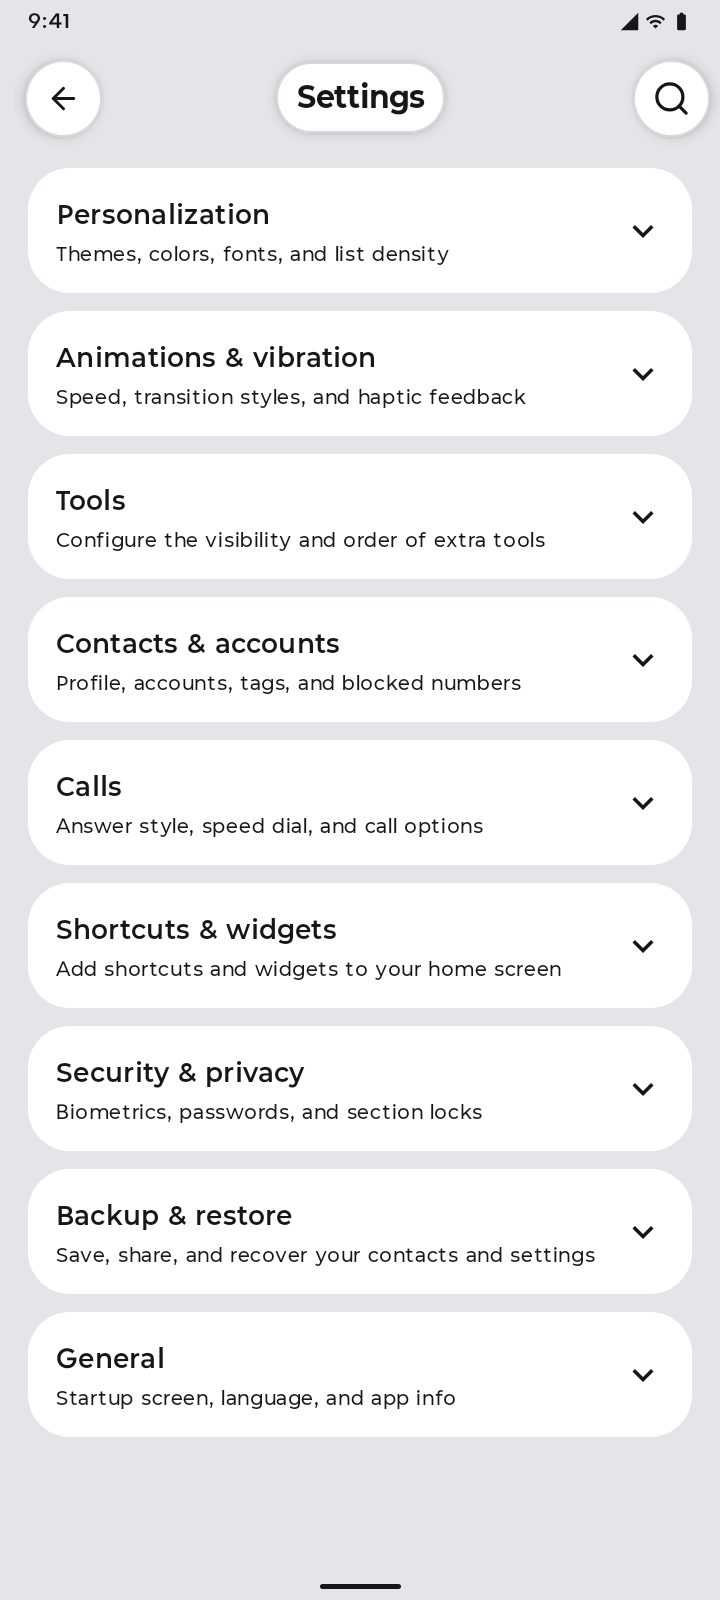 9:41
Settings
Personalization
Themes, colors, fonts, and list density
Animations & vibration
Speed, transition styles, and haptic feedback
Tools
Configure the visibility and order of extra tools
Contacts & accounts
Profile, accounts, tags, and blocked numbers
Calls
Answer style, speed dial, and call options
Shortcuts & widgets
Add shortcuts and widgets to your home screen
Security & privacy
Biometrics, passwords, and section locks
Backup & restore
Save, share, and recover your contacts and settings
General
Startup screen, language, and app info